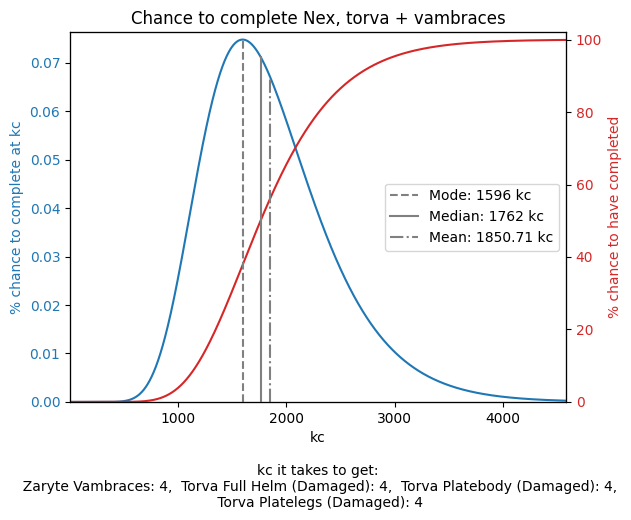 Chance to complete Nex, torva + vambraces
% chance to complete at kc
0.07
0.06
0.05
0.04
0.03
0.02
0.01
0.00
100
80
60
40
20
0
% chance to have completed
Mode: 1596 kc
Median: 1762 kc
Mean: 1850.71 kc
1000 2000 3000 4000
kc
kc it takes to get:
Zaryte Vambraces: 4, Torva Full Helm (Damaged): 4, Torva Platebody (Damaged): 4,
Torva Platelegs (Damaged): 4